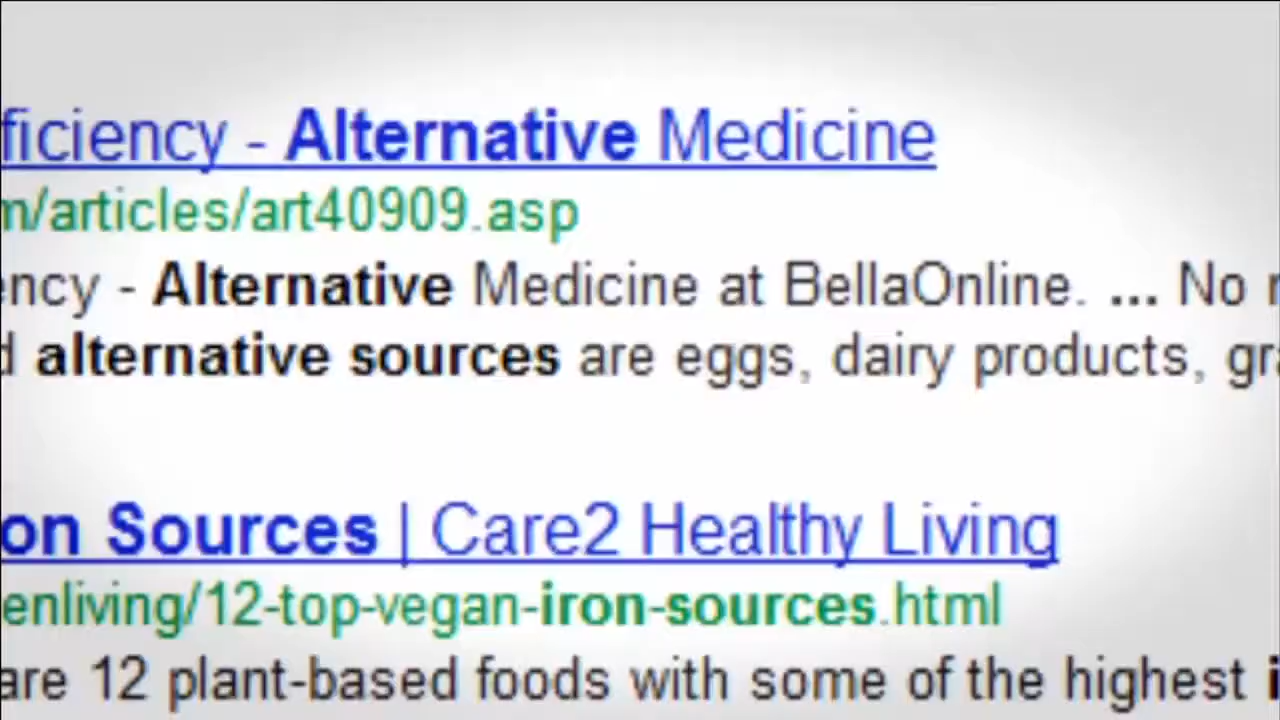 ficiency - Alternative Medicine
m/articles/art40909.asp
ency - Alternative Medicine at BellaOnline. ... No
alternative sources are eggs, dairy products, gra
on Sources | Care2 Healthy Living
enliving/12-top-vegan-iron-sources.html
are 12 plant-based foods with some of the highest